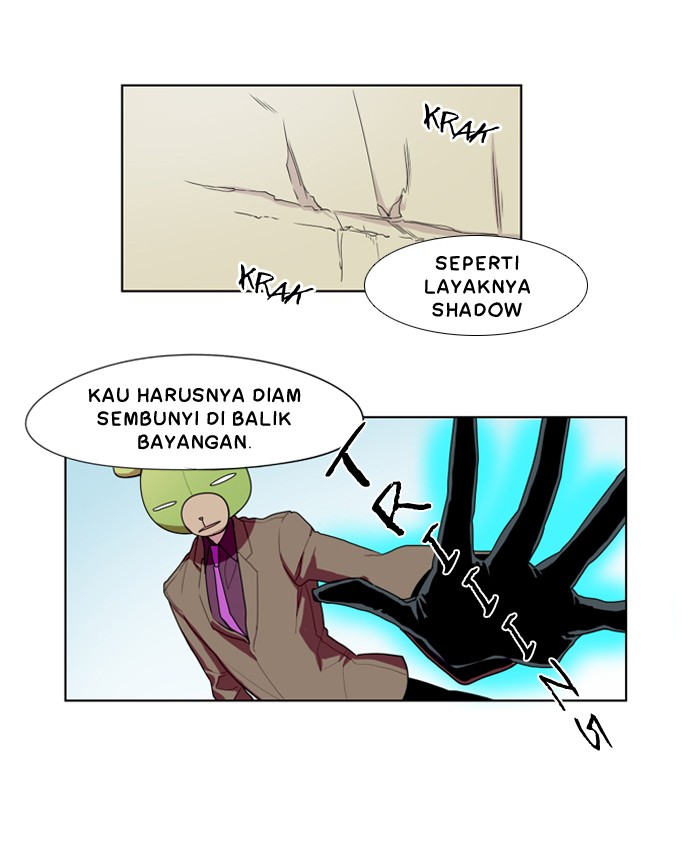 KRAK
KRAK
SEPERTI
LAYAKNYA
SHADOW
KAU HARUSNYA DIAM
SEMBUNYI DI BALIK
BAYANGAN.
TRIIIING